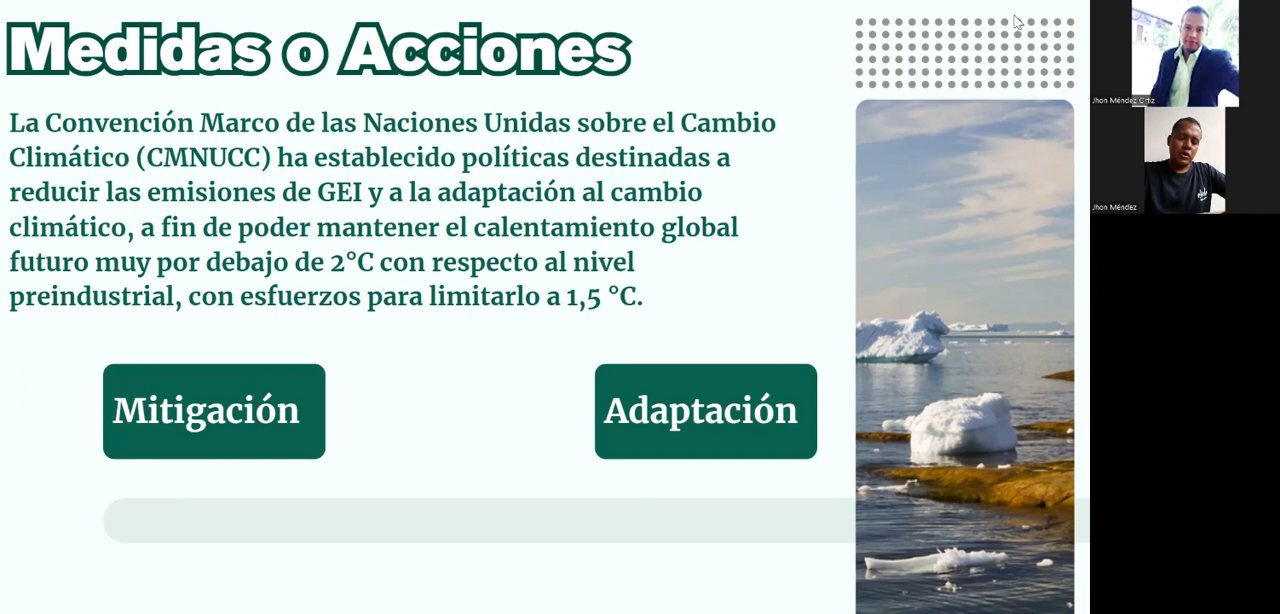 Medidas o Acciones
La Convención Marco de las Naciones Unidas sobre el Cambio
Climático (CMNUCC) ha establecido políticas destinadas a
reducir las emisiones de GEI y a la adaptación al cambio
climático, a fin de poder mantener el calentamiento global
futuro muy por debajo de 2°C con respecto al nivel
preindustrial, con esfuerzos para limitarlo a 1,5 °C.
Mitigación
Adaptación
Jhon Méndez Ortiz
Jhon Méndez